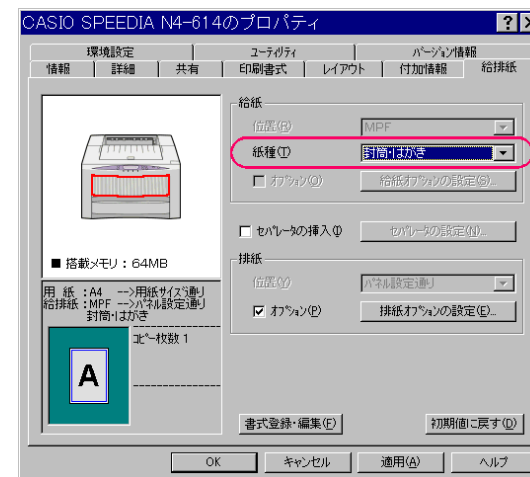 CASIO SPEEDIA N4-614のプロパティ
環境設定 ユーティリティ バージョン情報
情報 詳細 共有 印刷書式 レイアウト 付加情報 給排紙
給紙
位置(R) MPF
紙種(T) 封筒・はがき
オプション(O) 給紙オプションの設定(S)...
セパレータの挿入(I) セパレータの設定(N)...
■ 搭載メモリ : 64MB
排紙
位置(Y) パネル設定通り
オプション(P) 排紙オプションの設定(E)...
用 紙 :A4 -->用紙サイズ通り
給排紙 :MPF -->パネル設定通り
封筒・はがき
コピー枚数 1
A
書式登録・編集(F) 初期値に戻す(D)
OK キャンセル 適用(A) ヘルプ